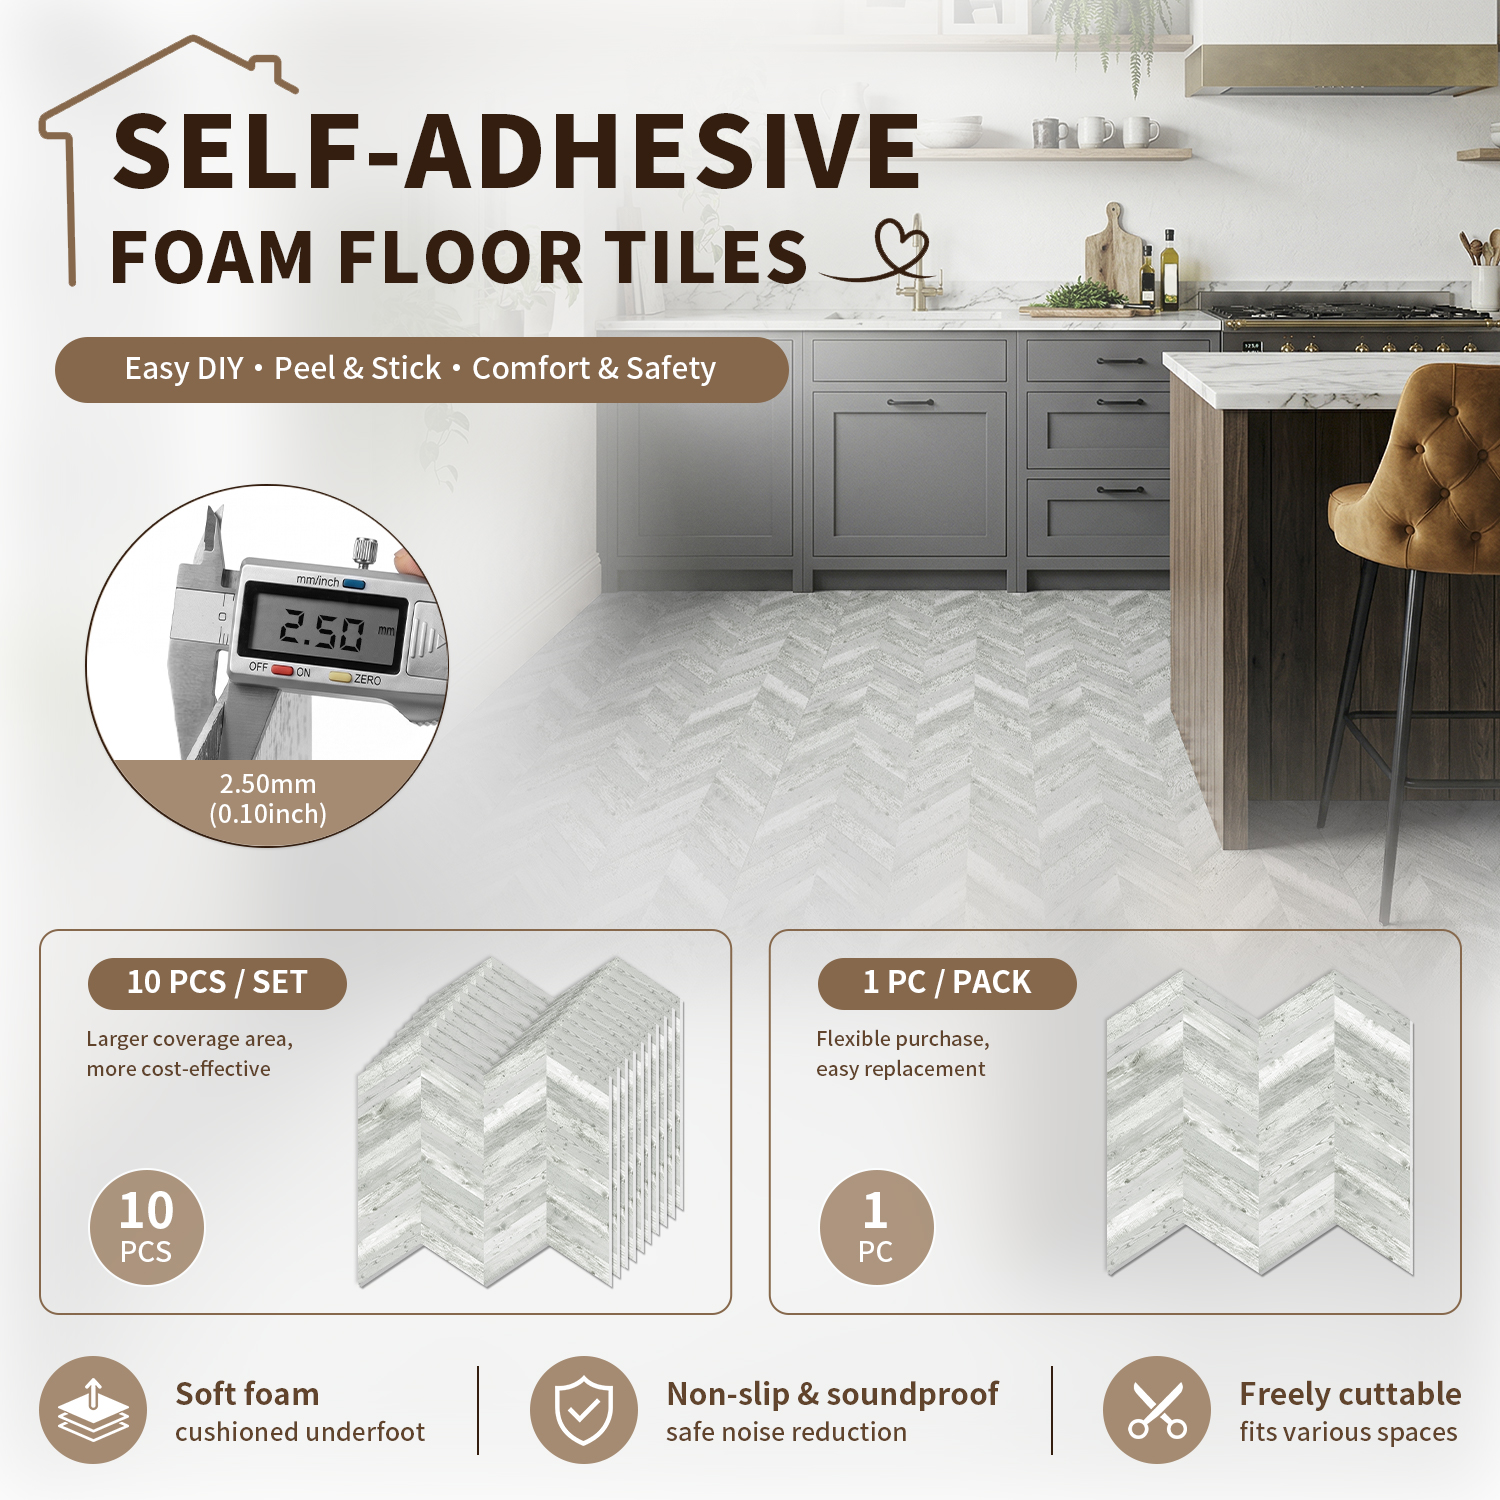 SELF-ADHESIVE
FOAM FLOOR TILES
Easy DIY • Peel & Stick • Comfort & Safety
mm/inch
2.50 mm
OFF ON ZERO
2.50mm
(0.10inch)
10 PCS / SET
Larger coverage area,
more cost-effective
10
PCS
1 PC / PACK
Flexible purchase,
easy replacement
1
PC
Soft foam
cushioned underfoot
Non-slip & soundproof
safe noise reduction
Freely cuttable
fits various spaces